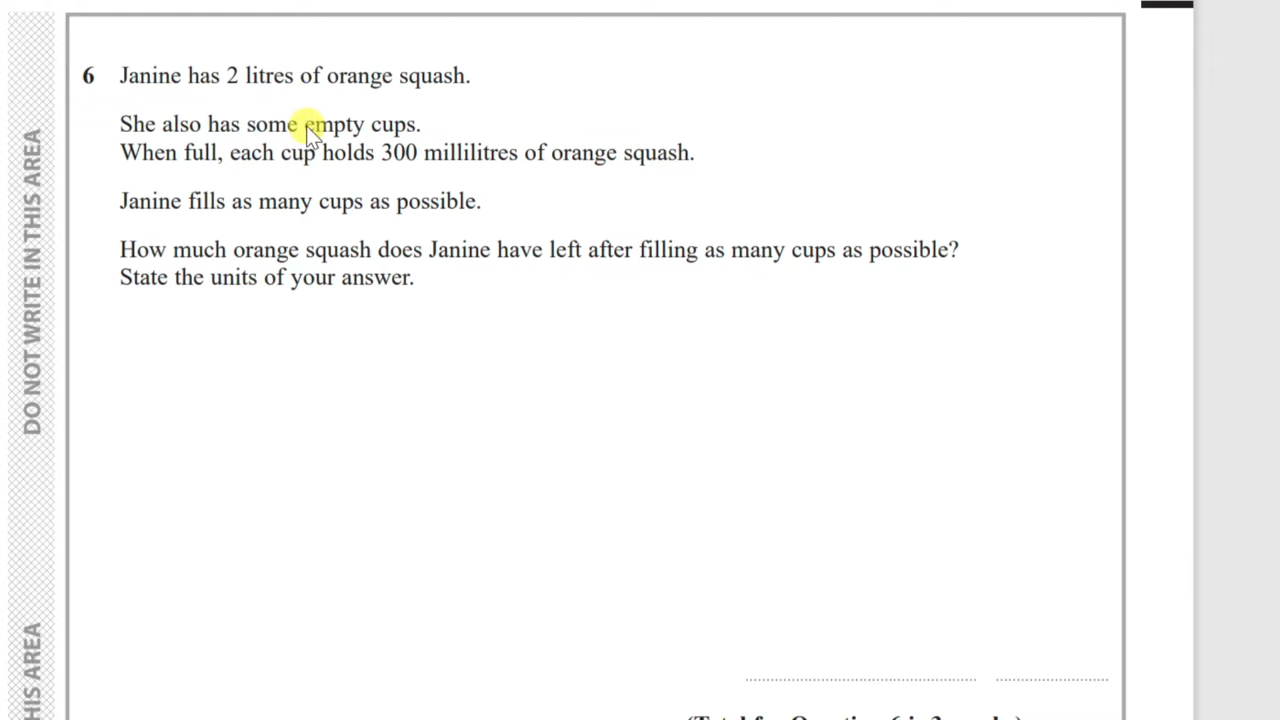 DO NOT WRITE IN THIS AREA
6 Janine has 2 litres of orange squash.
She also has some empty cups.
When full, each cup holds 300 millilitres of orange squash.
Janine fills as many cups as possible.
How much orange squash does Janine have left after filling as many cups as possible?
State the units of your answer.
HIS AREA